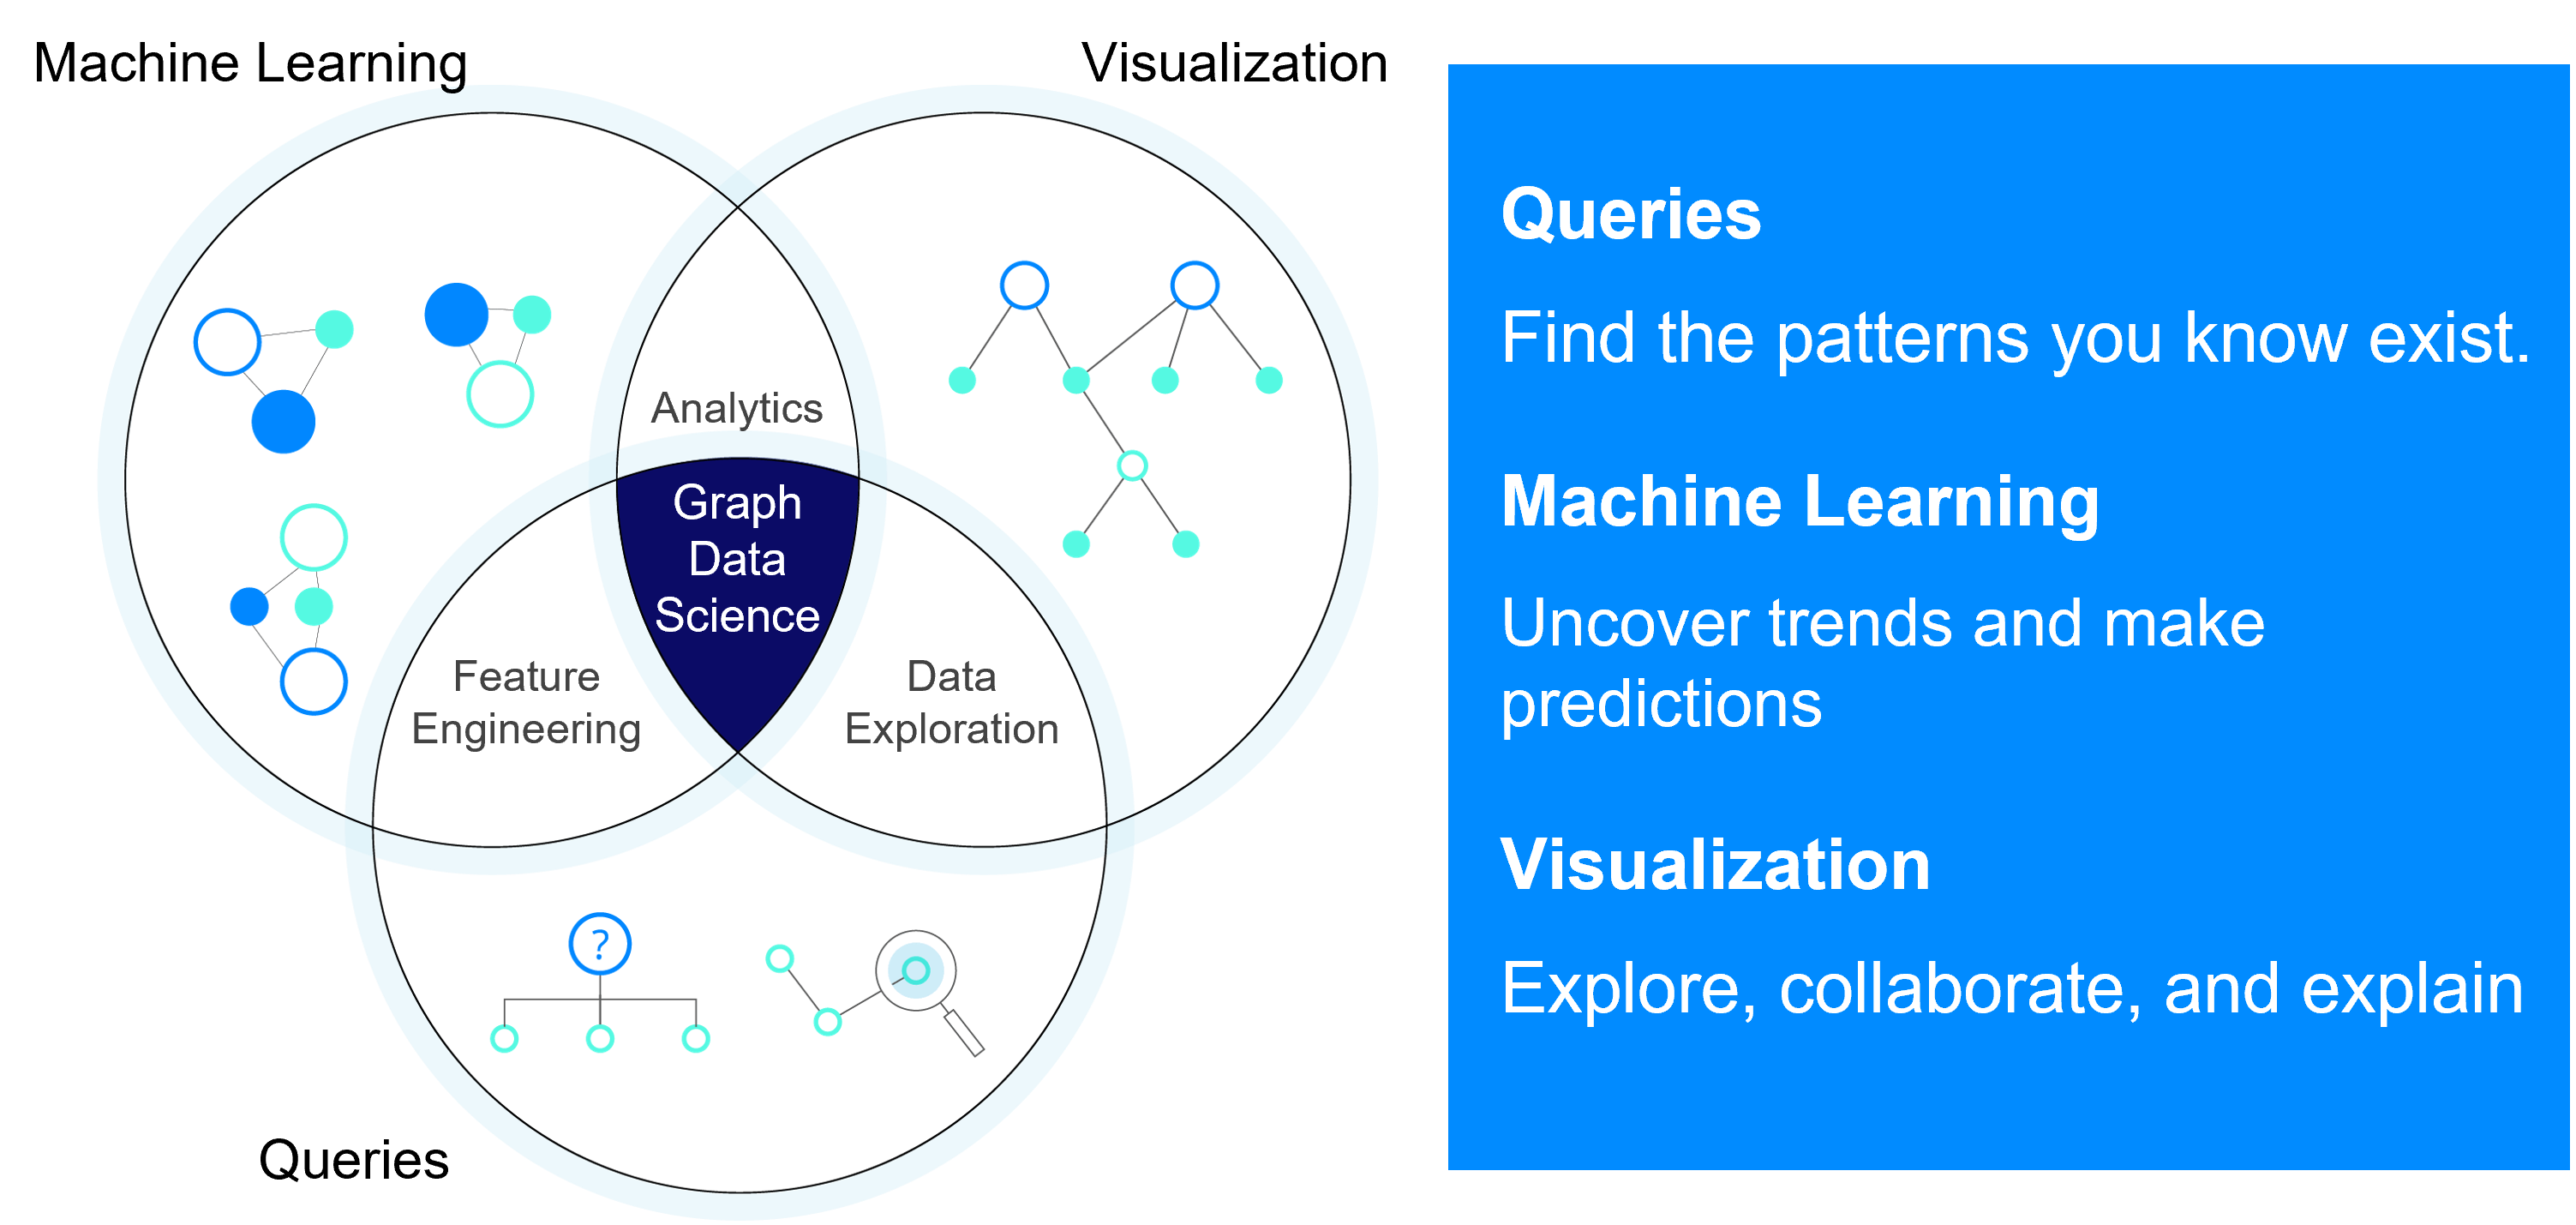 Machine Learning
Visualization
Analytics
Graph
Data
Science
Feature
Engineering
Data
Exploration
?
Queries
Queries
Find the patterns you know exist.
Machine Learning
Uncover trends and make
predictions
Visualization
Explore, collaborate, and explain